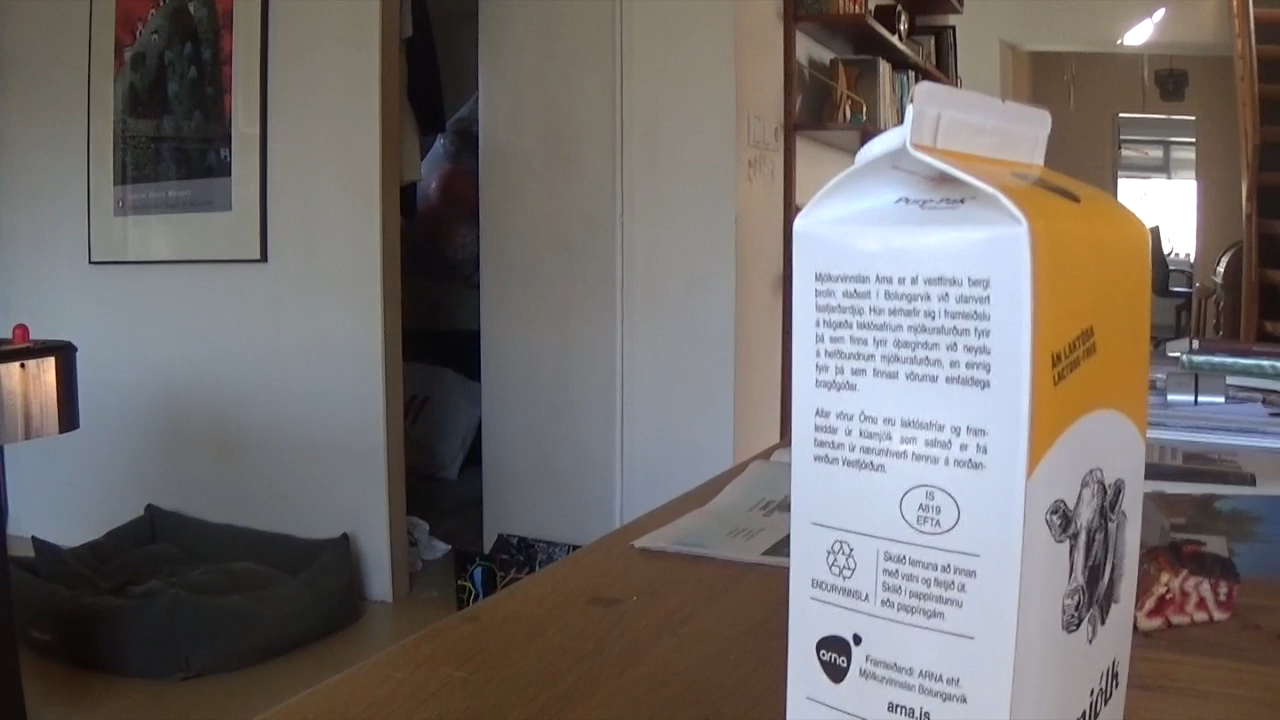 Pure-Pak
Mjólkurvinnslan Arna er af vestfirsku bergi
brotin; staðsett í Bolungarvík við utanvert
Ísafjarðardjúp. Hún sérhæfir sig í framleiðslu
á hágæða laktósafríum mjólkurafurðum fyrir
þá sem finna fyrir óþægindum við neyslu
á hefðbundnum mjólkurafurðum, en einnig
fyrir þá sem finnast vörurnar einfaldlega
bragðgóðar.
Allar vörur Örnu eru laktósafríar og fram-
leiddar úr kúamjólk sem safnað er frá
bændum úr nærumhverfi hennar á norðan-
verðum Vestfjörðum.
IS
A819
EFTA
ENDURVINNSLA
Skolið fernuna að innan
með vatni og fletjið út.
Skilið í pappírstunnu
eða pappírsgám.
arna
Framleiðandi: ARNA ehf.
Mjólkurvinnslan Bolungarvík
arna.is
ÁN LAKTÓSA
LACTOSE-FREE
mjólk